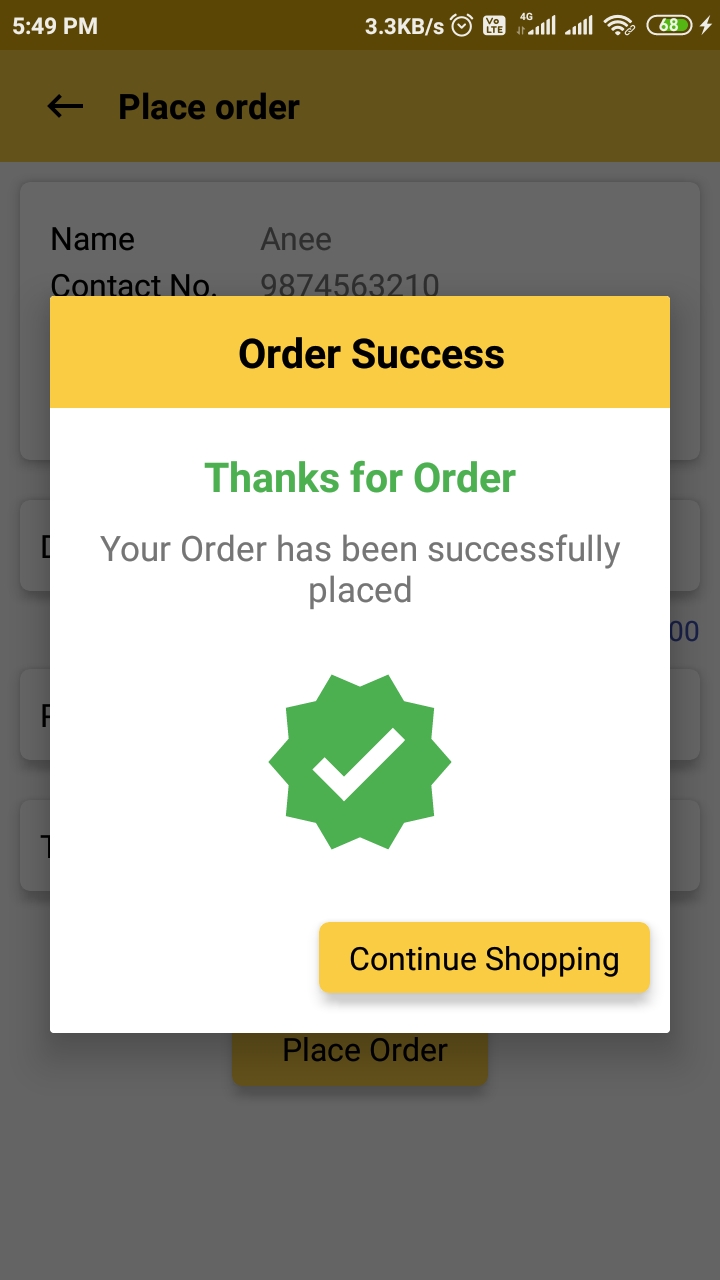 5:49 PM 3.3KB/s Vo LTE 4G 68
Place order
Name Anee
Contact No. 9874563210
Order Success
Thanks for Order
Your Order has been successfully
placed
00
Continue Shopping
Place Order